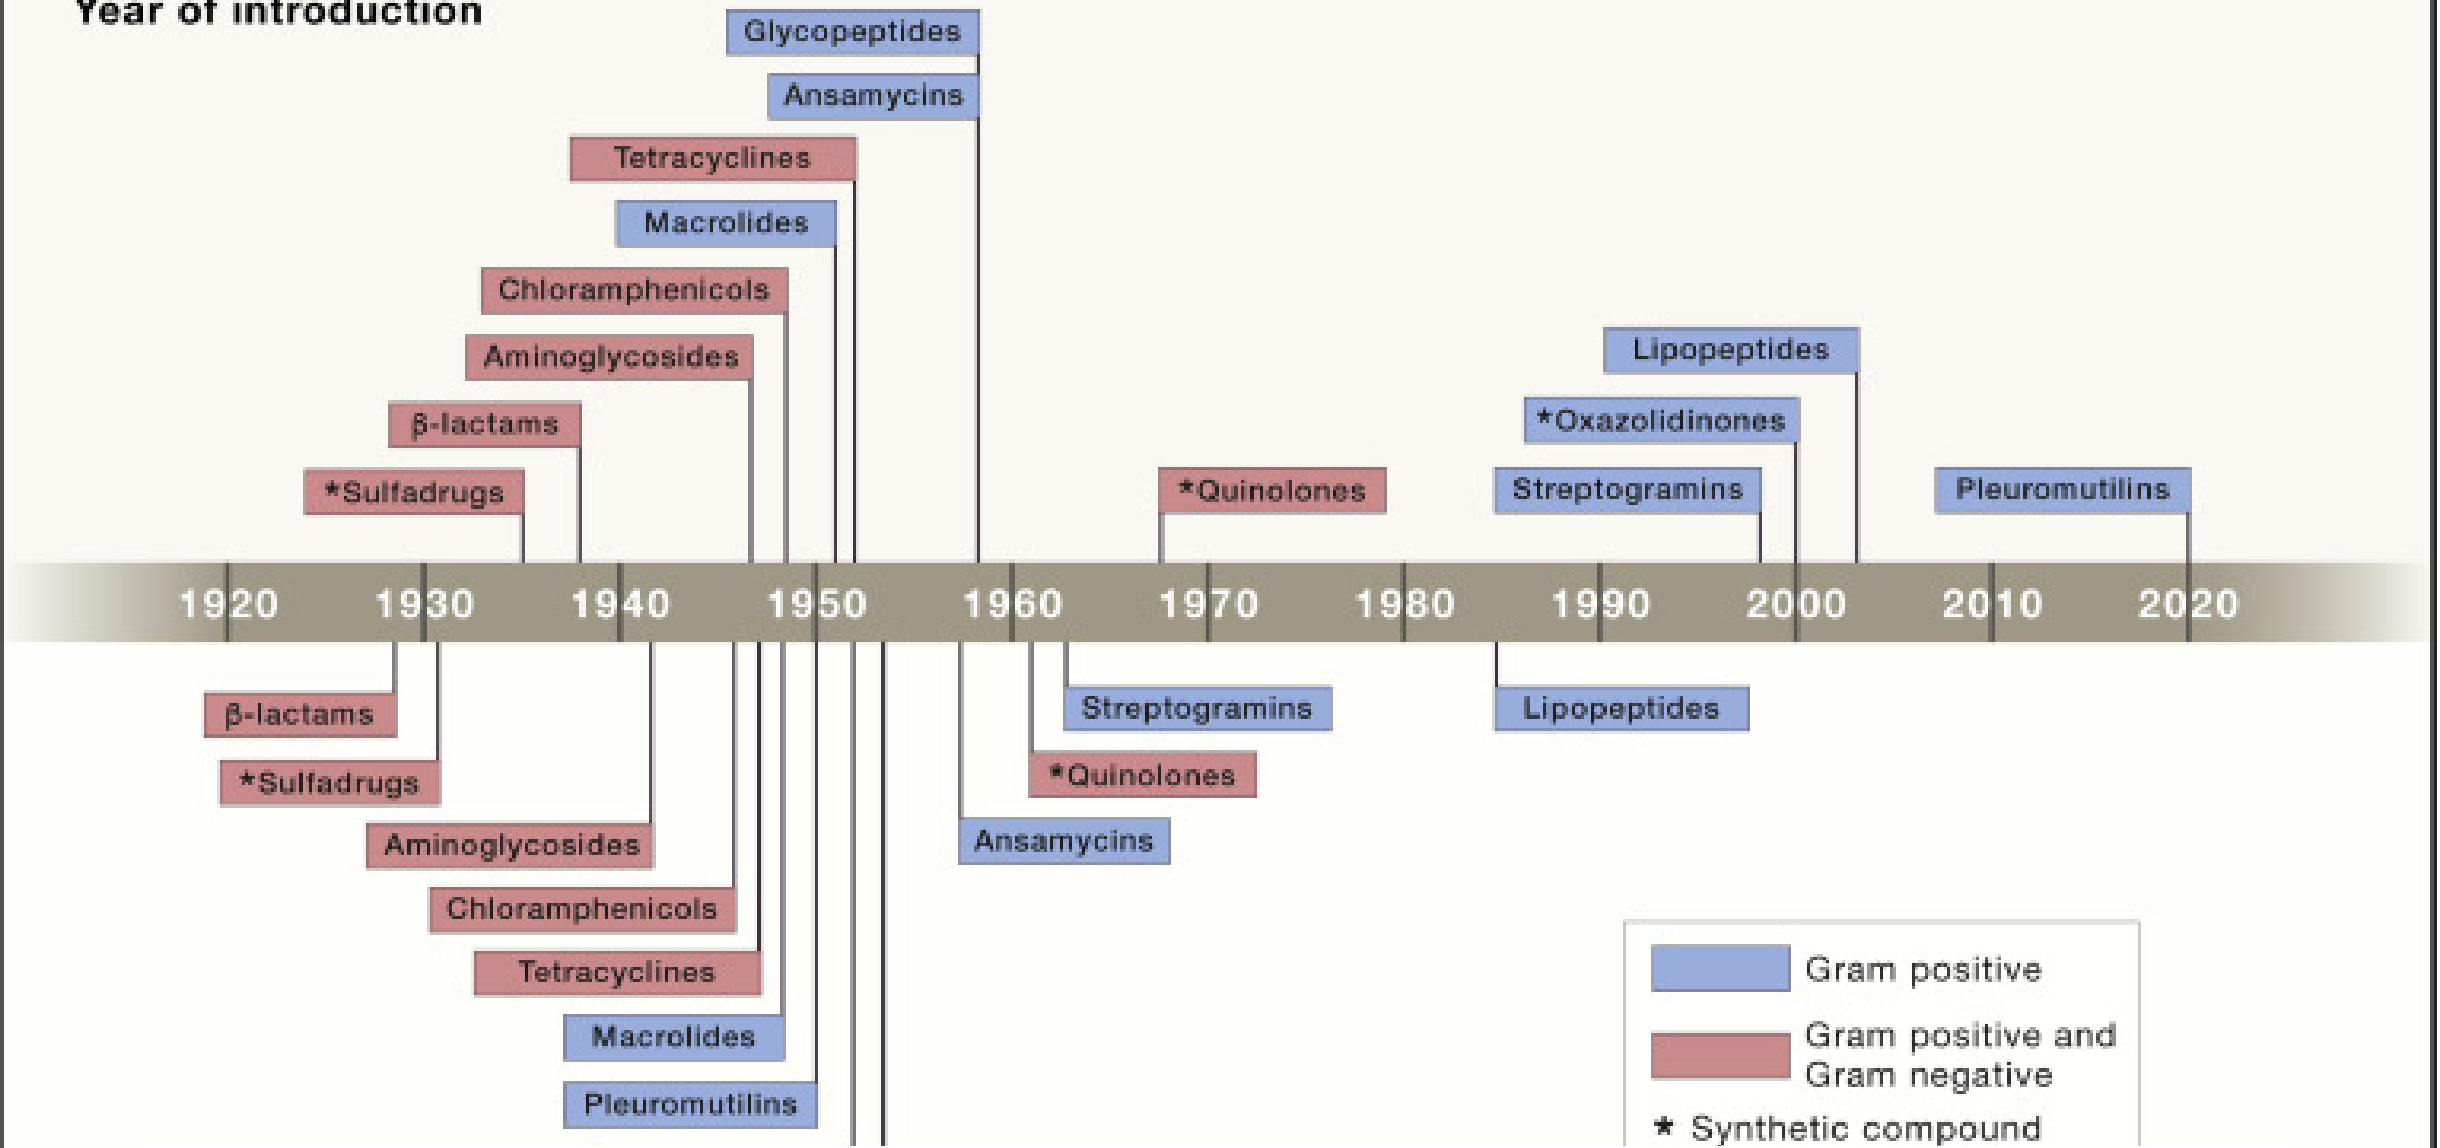 Year of introduction
Glycopeptides
Ansamycins
Tetracyclines
Macrolides
Chloramphenicols
Aminoglycosides
Lipopeptides
β-lactams
*Oxazolidinones
*Sulfadrugs
*Quinolones
Streptogramins
Pleuromutilins
1920 1930 1940 1950 1960 1970 1980 1990 2000 2010 2020
β-lactams
Streptogramins
Lipopeptides
*Sulfadrugs
*Quinolones
Aminoglycosides
Ansamycins
Chloramphenicols
Tetracyclines
Macrolides
Pleuromutilins
Gram positive
Gram positive and
Gram negative
* Synthetic compound